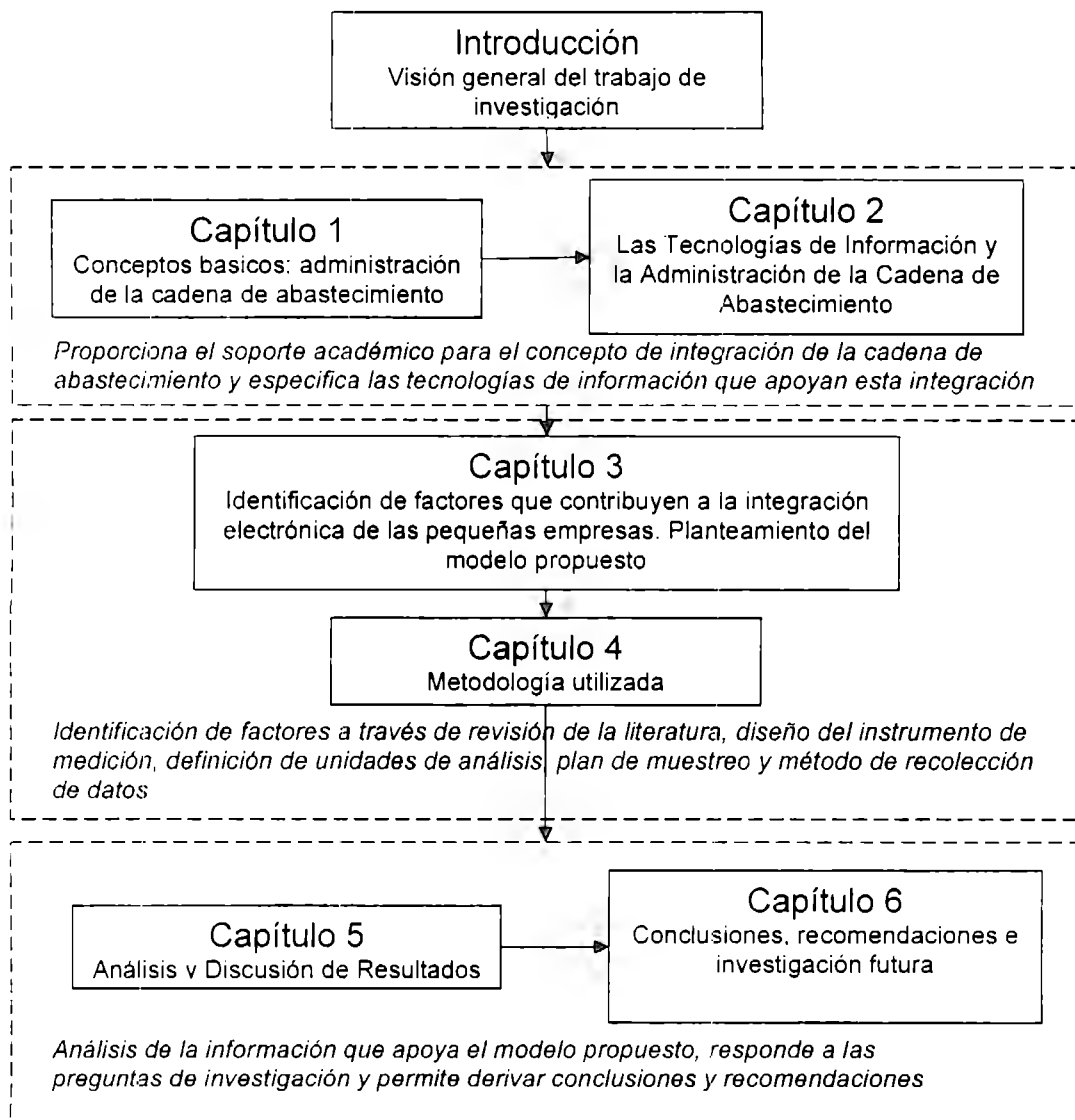 Introducción
Visión general del trabajo de
investigación
Capítulo 1
Conceptos basicos: administración
de la cadena de abastecimiento
Capítulo 2
Las Tecnologías de Información y
la Administración de la Cadena de
Abastecimiento
Proporciona el soporte académico para el concepto de integración de la cadena de
abastecimiento y especifica las tecnologías de información que apoyan esta integración
Capítulo 3
Identificación de factores que contribuyen a la integración
electrónica de las pequeñas empresas. Planteamiento del
modelo propuesto
Capítulo 4
Metodología utilizada
Identificación de factores a través de revisión de la literatura, diseño del instrumento de
medición, definición de unidades de análisis, plan de muestreo y método de recolección
de datos
Capítulo 5
Análisis y Discusión de Resultados
Capítulo 6
Conclusiones, recomendaciones e
investigación futura
Análisis de la información que apoya el modelo propuesto, responde a las
preguntas de investigación y permite derivar conclusiones y recomendaciones